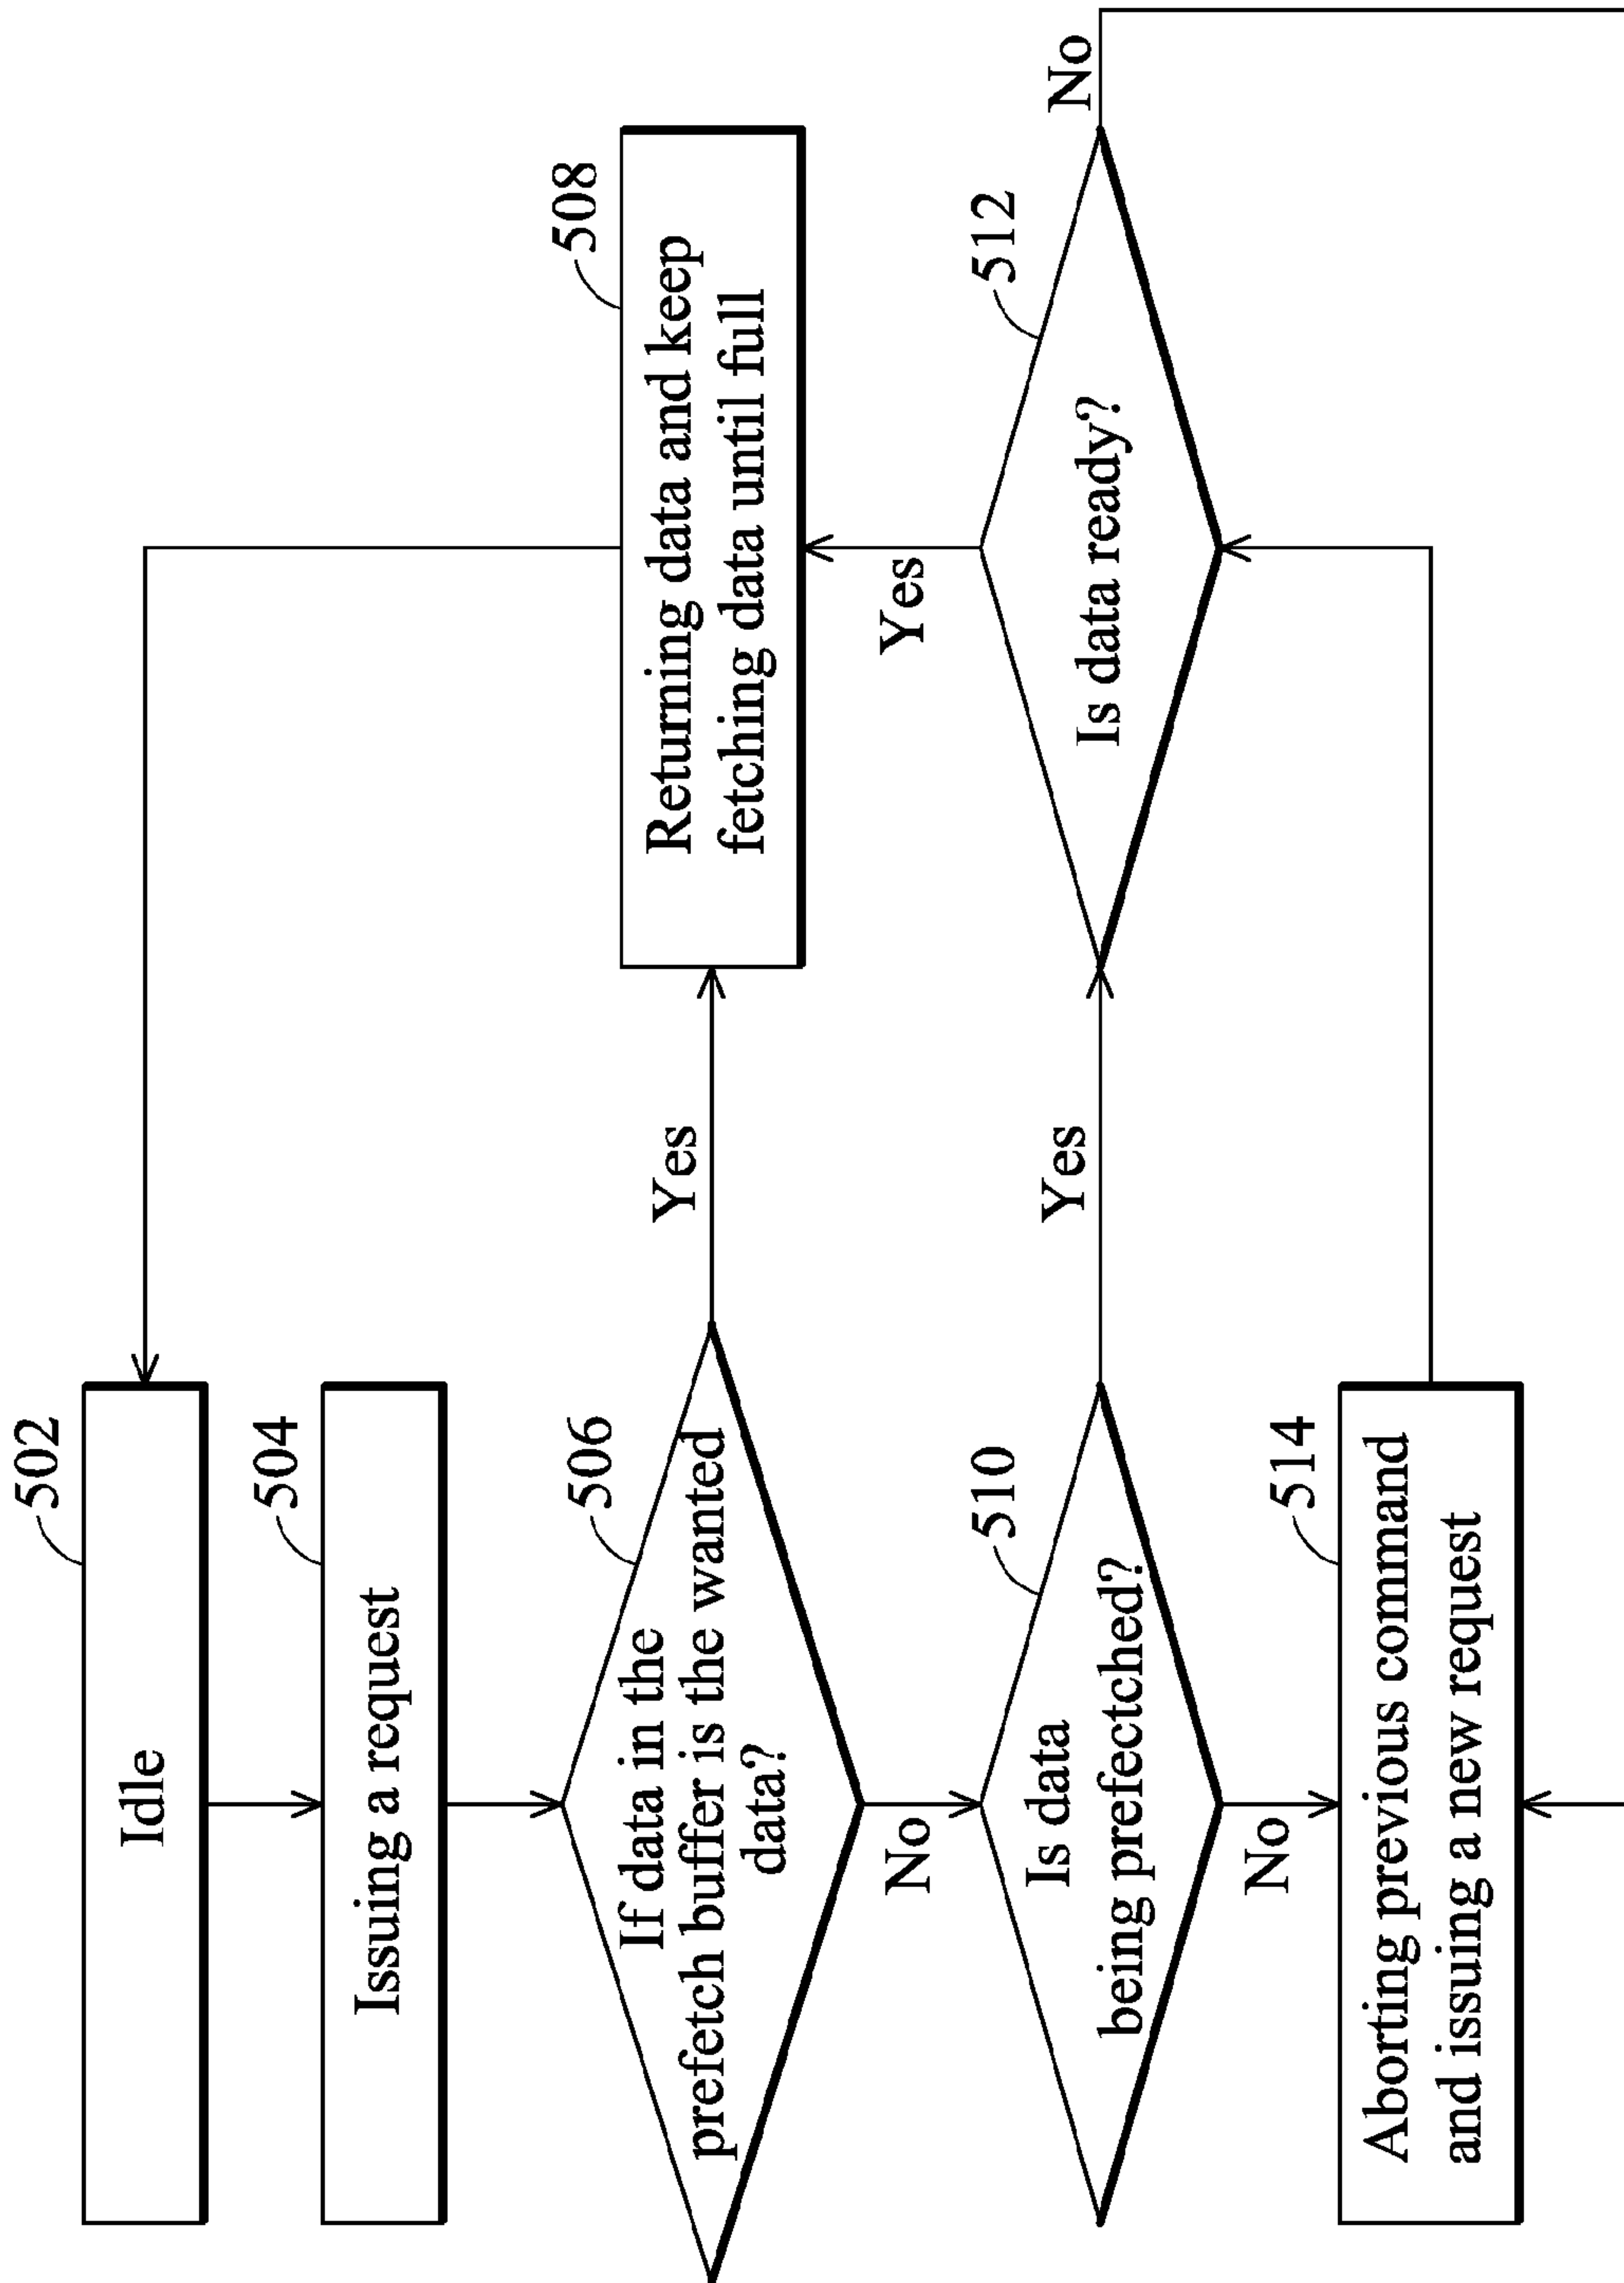 502
Idle
504
Issuing a request
506
If data in the
prefetch buffer is the wanted
data?
Yes
508
Returning data and keep
fetching data until full
No
510
Is data
being prefectched?
Yes
512
Is data ready?
Yes
No
No
514
Aborting previous command
and issuing a new request